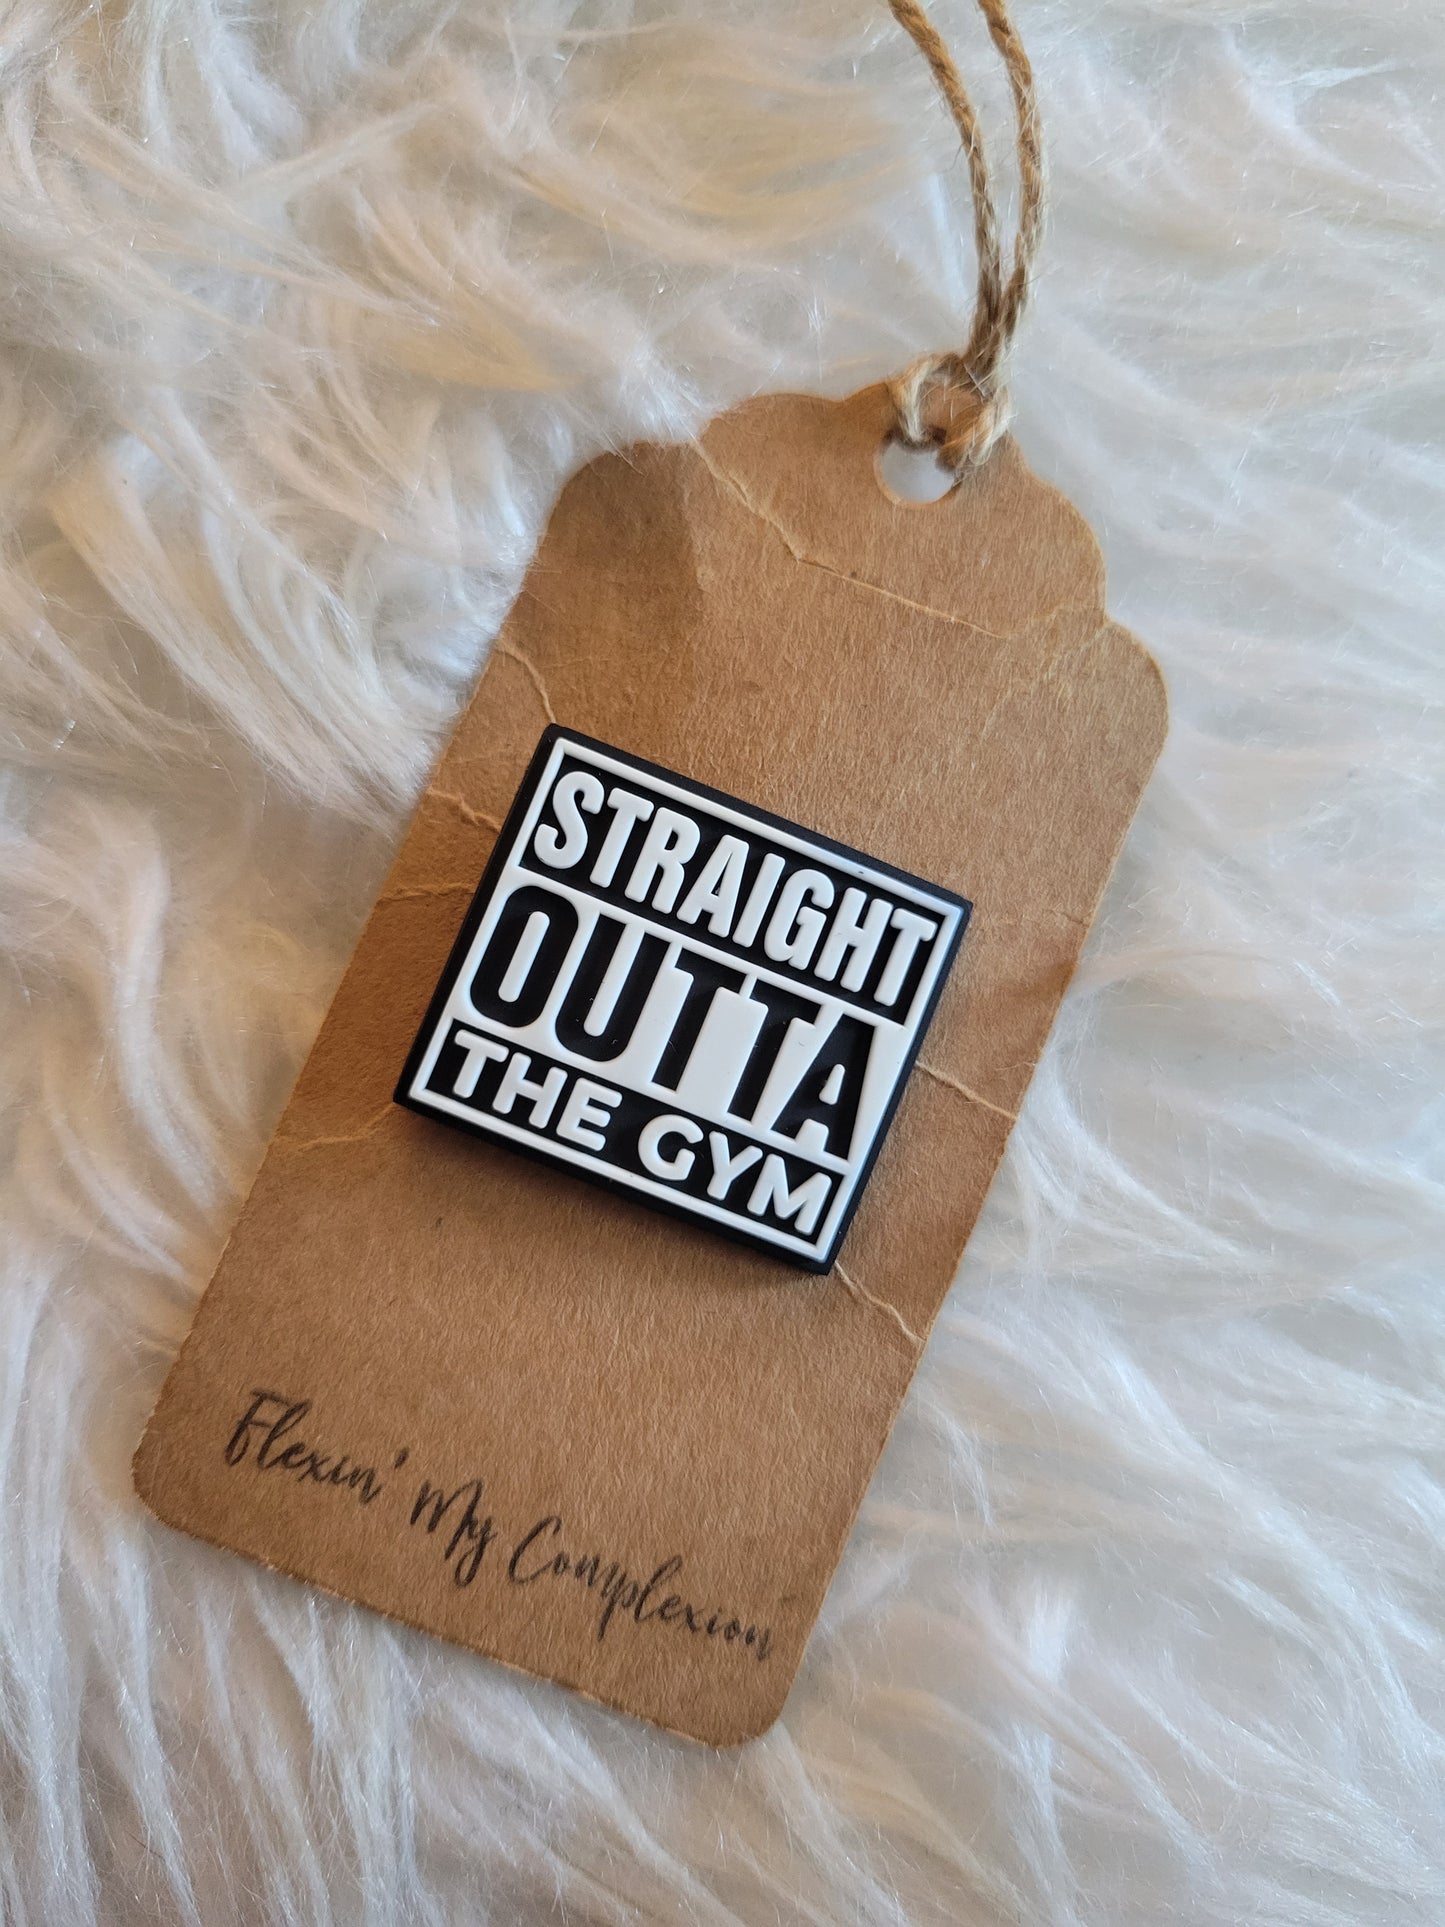 STRAIGHT
OUTTA
THE GYM
Flexin' My Complexion